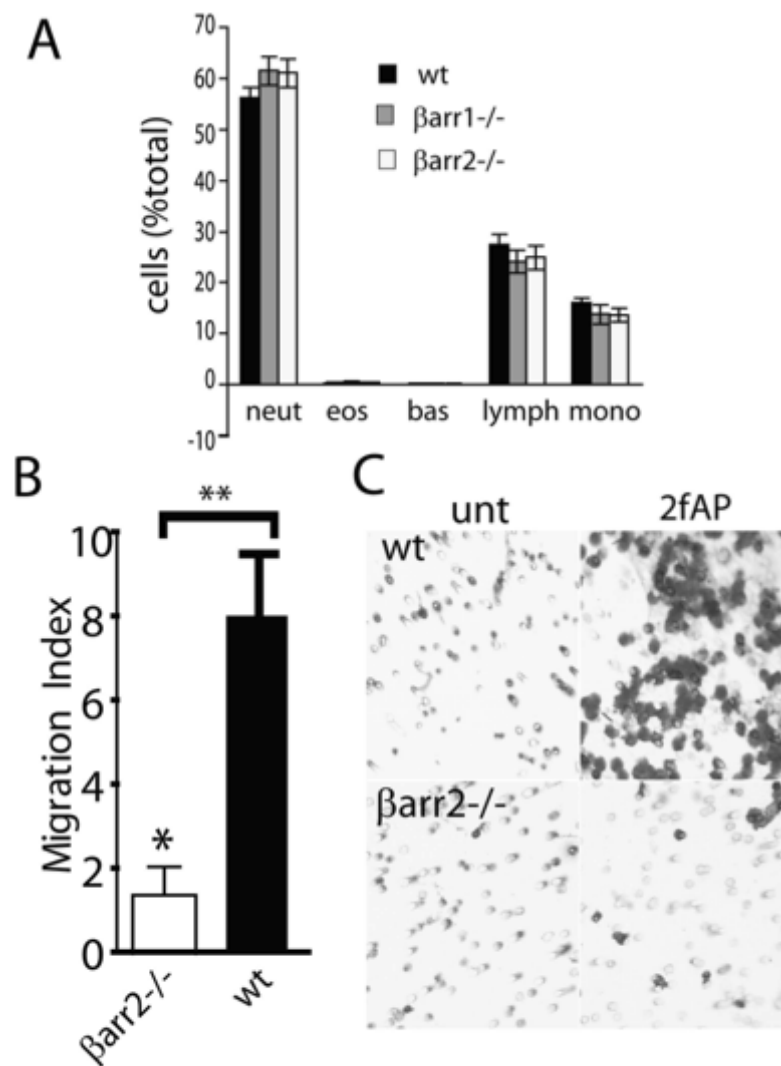 A
70
60
50
40
30
20
10
0
-10
cells (%total)
wt
βarr1-/-
βarr2-/-
neut eos bas lymph mono
B
**
10
8
6
4
2
0
Migration Index
*
βarr2-/-
wt
C
unt 2fAP
wt
βarr2-/-